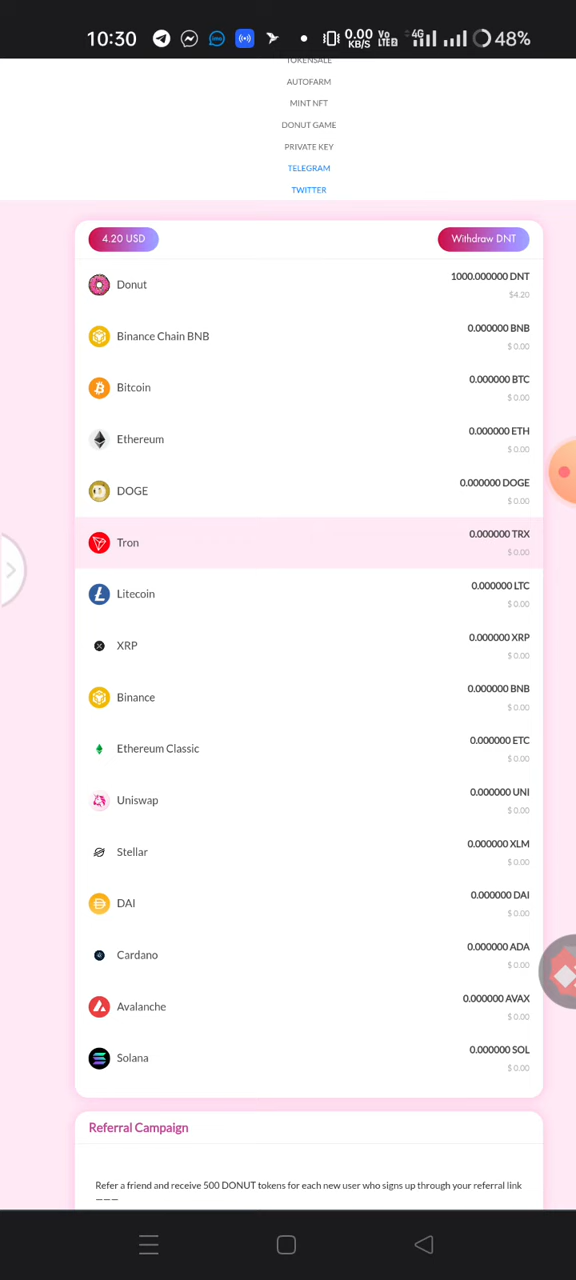 10:30
0.00 KB/S
Vo LTE2
4G
48%
TOKENSALE
AUTOFARM
MINT NFT
DONUT GAME
PRIVATE KEY
TELEGRAM
TWITTER
4.20 USD
Withdraw DNT
Donut
1000.000000 DNT
$4.20
Binance Chain BNB
0.000000 BNB
$ 0.00
Bitcoin
0.000000 BTC
$ 0.00
Ethereum
0.000000 ETH
$ 0.00
DOGE
0.000000 DOGE
$ 0.00
Tron
0.000000 TRX
$ 0.00
Litecoin
0.000000 LTC
$ 0.00
XRP
0.000000 XRP
$ 0.00
Binance
0.000000 BNB
$ 0.00
Ethereum Classic
0.000000 ETC
$ 0.00
Uniswap
0.000000 UNI
$ 0.00
Stellar
0.000000 XLM
$ 0.00
DAI
0.000000 DAI
$ 0.00
Cardano
0.000000 ADA
$ 0.00
Avalanche
0.000000 AVAX
$ 0.00
Solana
0.000000 SOL
$ 0.00
Referral Campaign
Refer a friend and receive 500 DONUT tokens for each new user who signs up through your referral link
———